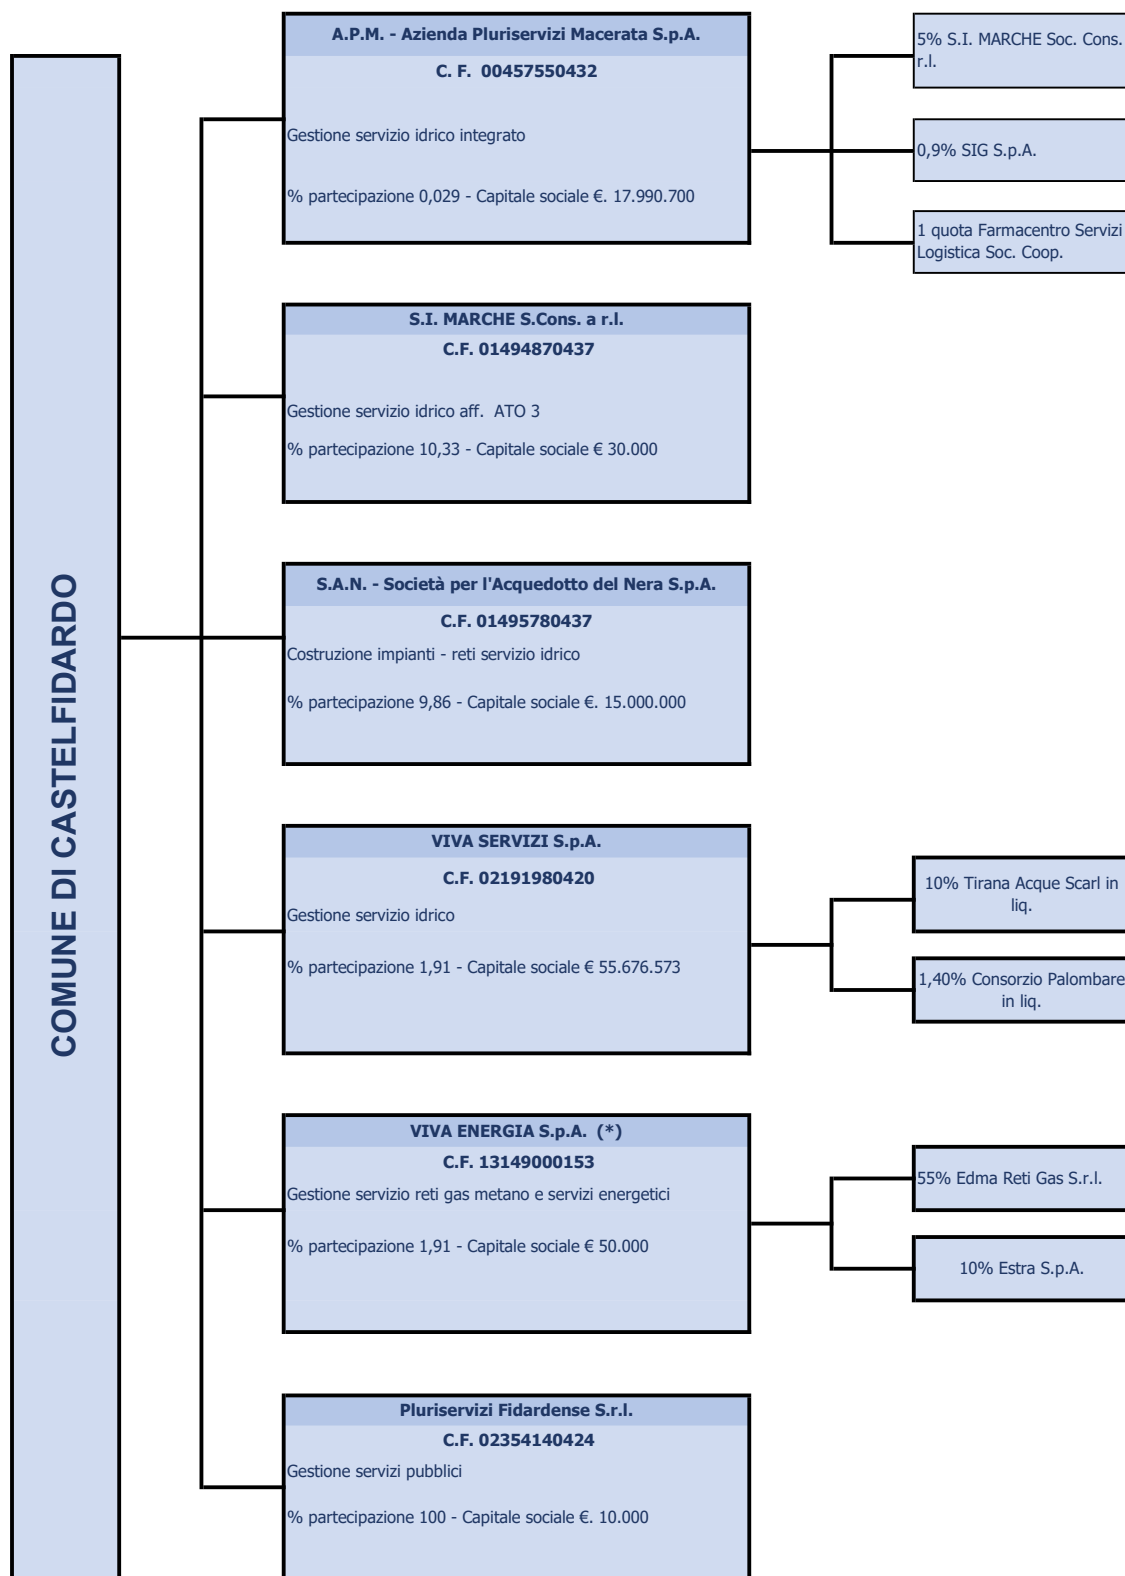 COMUNE DI CASTELFIDARDO
A.P.M. - Azienda Pluriservizi Macerata S.p.A.
C. F. 00457550432
Gestione servizio idrico integrato
% partecipazione 0,029 - Capitale sociale €. 17.990.700
5% S.I. MARCHE Soc. Cons.
r.l.
0,9% SIG S.p.A.
1 quota Farmacentro Servizi
Logistica Soc. Coop.
S.I. MARCHE S.Cons. a r.l.
C.F. 01494870437
Gestione servizio idrico aff. ATO 3
% partecipazione 10,33 - Capitale sociale € 30.000
S.A.N. - Società per l'Acquedotto del Nera S.p.A.
C.F. 01495780437
Costruzione impianti - reti servizio idrico
% partecipazione 9,86 - Capitale sociale €. 15.000.000
VIVA SERVIZI S.p.A.
C.F. 02191980420
Gestione servizio idrico
% partecipazione 1,91 - Capitale sociale € 55.676.573
10% Tirana Acque Scarl in
liq.
1,40% Consorzio Palombare
in liq.
VIVA ENERGIA S.p.A. (*)
C.F. 13149000153
Gestione servizio reti gas metano e servizi energetici
% partecipazione 1,91 - Capitale sociale € 50.000
55% Edma Reti Gas S.r.l.
10% Estra S.p.A.
Pluriservizi Fidardense S.r.l.
C.F. 02354140424
Gestione servizi pubblici
% partecipazione 100 - Capitale sociale €. 10.000